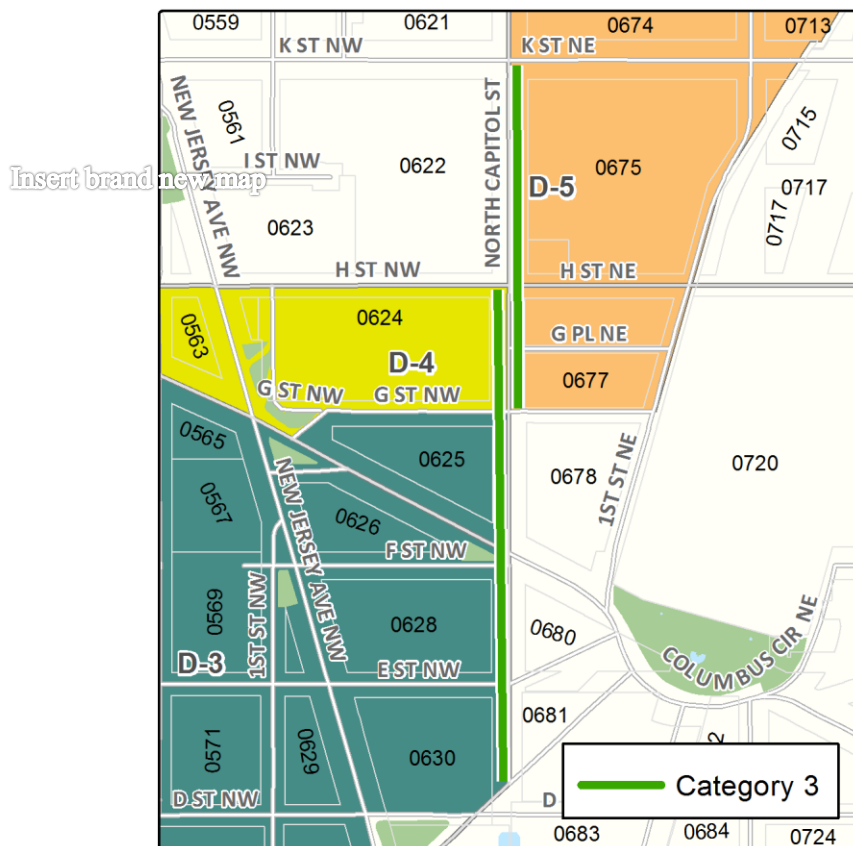 0559
0621
0674
0713
K ST NW
K ST NE
NEW JERSEY AVE NW
0561
NORTH CAPITOL ST
0715
I ST NW
0622
0675
0717
Insert brand new map
D-5
0717
0623
H ST NW
H ST NE
0624
0563
G PL NE
D-4
0677
G ST NW
G ST NW
0565
0625
0678
0720
1ST ST NE
0567
NEW JERSEY AVE NW
0626
F ST NW
0569
1ST ST NW
0628
0680
COLUMBUS CIR NE
D-3
E ST NW
0681
0571
0629
0630
Category 3
D ST NW
D
0683
0684
0724